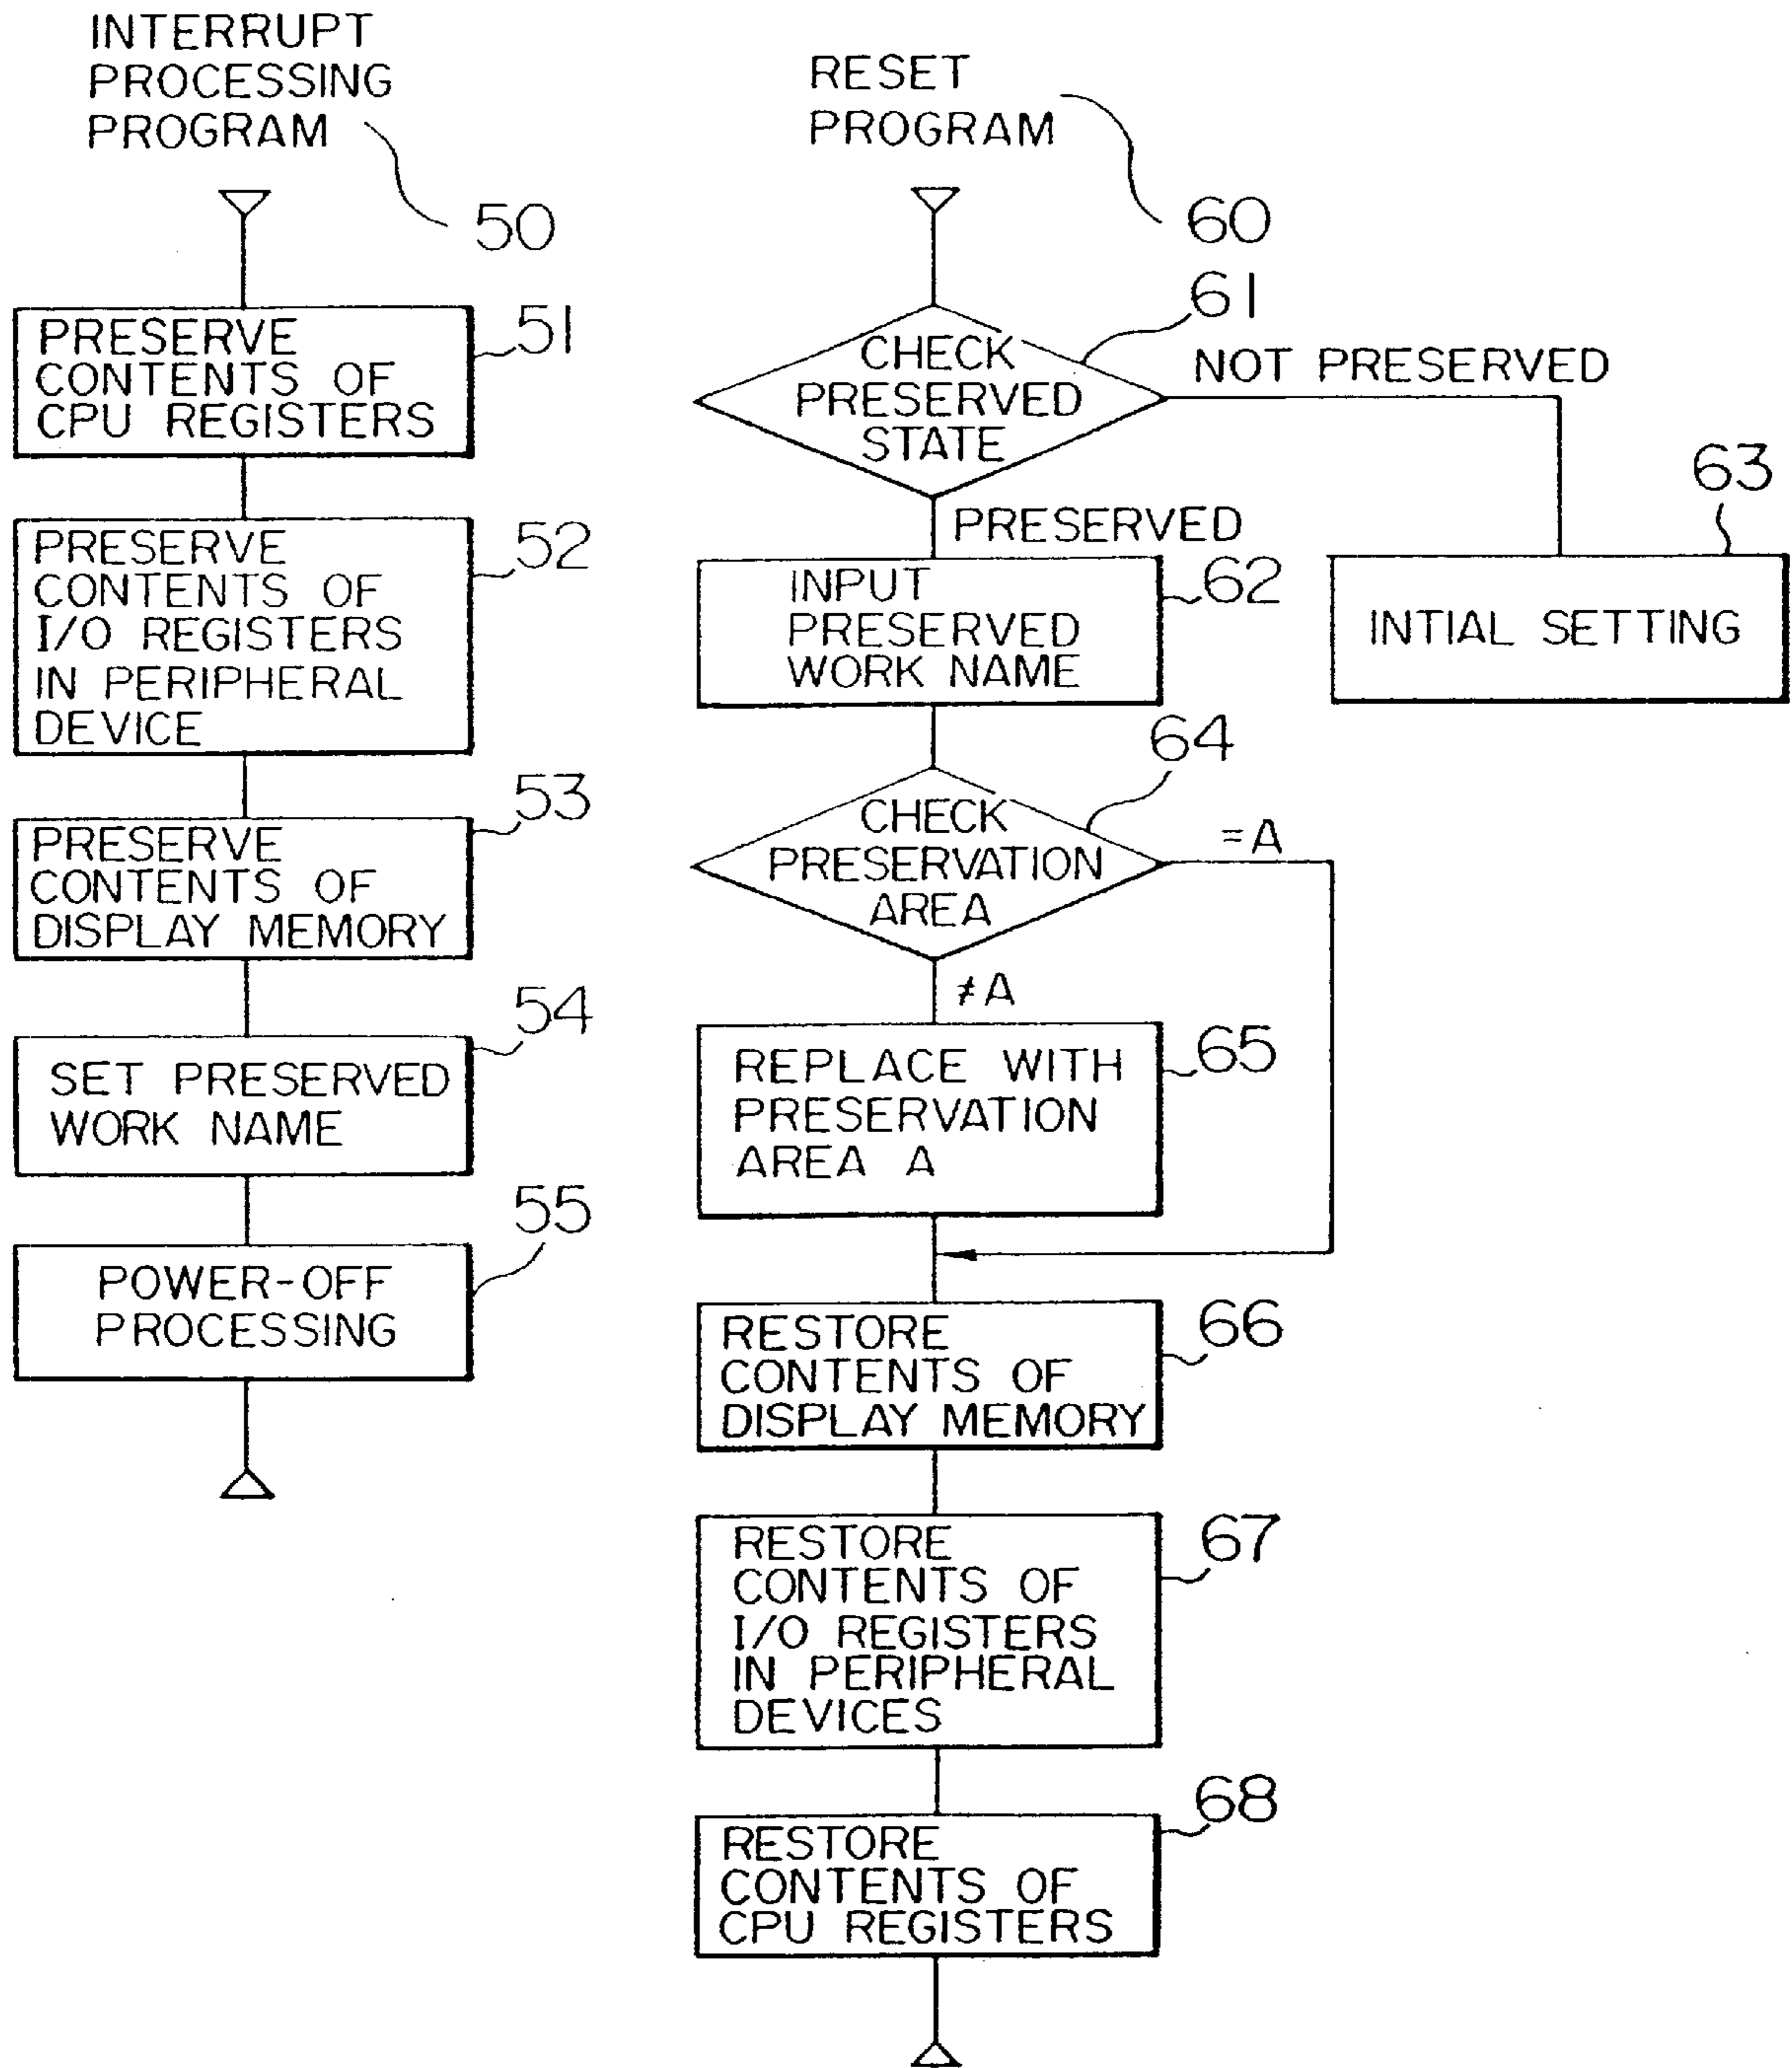 INTERRUPT
PROCESSING
PROGRAM
50
PRESERVE
CONTENTS OF
CPU REGISTERS
51
PRESERVE
CONTENTS OF
I/O REGISTERS
IN PERIPHERAL
DEVICE
52
PRESERVE
CONTENTS OF
DISPLAY MEMORY
53
SET PRESERVED
WORK NAME
54
POWER-OFF
PROCESSING
55
RESET
PROGRAM
60
CHECK
PRESERVED
STATE
61
NOT PRESERVED
PRESERVED
INPUT
PRESERVED
WORK NAME
62
INTIAL SETTING
63
CHECK
PRESERVATION
AREA
64
=A
≠A
REPLACE WITH
PRESERVATION
AREA A
65
RESTORE
CONTENTS OF
DISPLAY MEMORY
66
RESTORE
CONTENTS OF
I/O REGISTERS
IN PERIPHERAL
DEVICES
67
RESTORE
CONTENTS OF
CPU REGISTERS
68